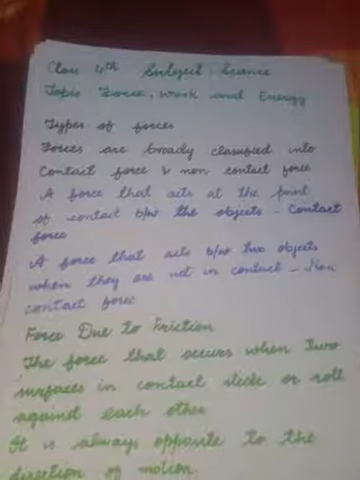 Class 4th Subject : Science
Topic Force, Work and Energy
Types of forces
Forces are broadly classified into
Contact force & non contact force
A force that acts at the point
of contact b/w the objects - Contact
force
A force that acts b/w two objects
when they are not in contact - Non
contact force
Force Due to Friction
The force that occurs when two
surfaces in contact slide or roll
against each other
It is always opposite to the
direction of motion.